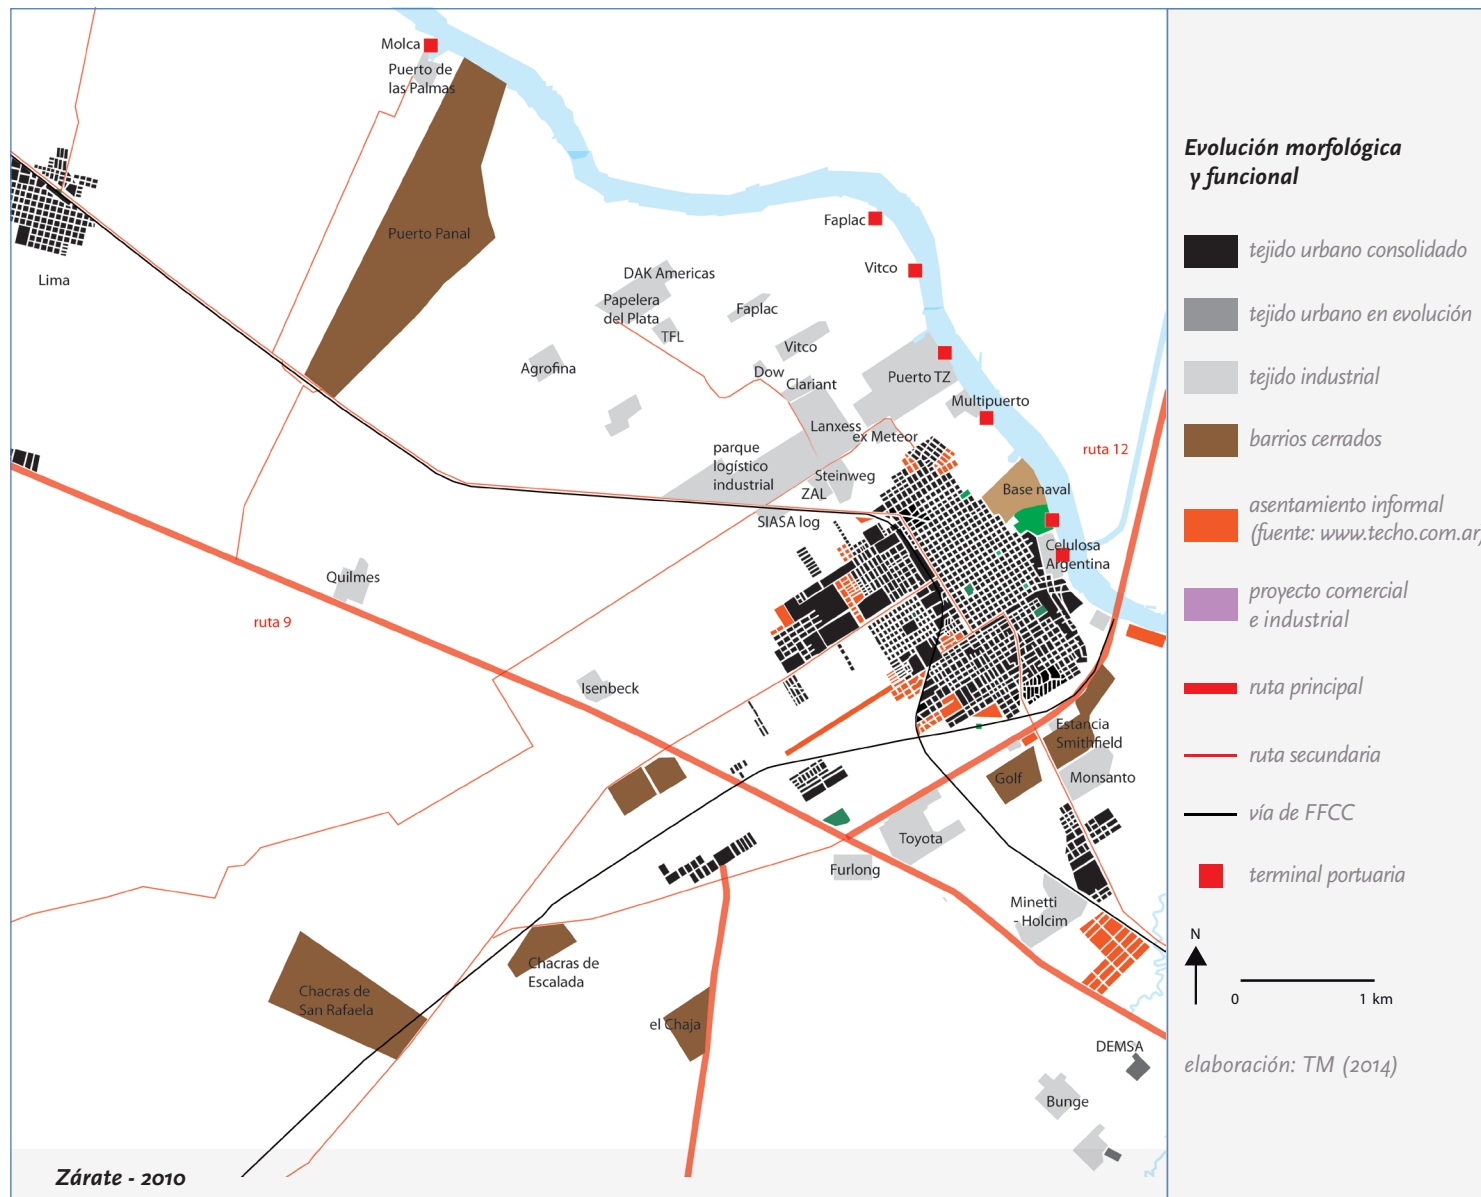 Molca
Puerto de
las Palmas
Puerto Panal
Lima
Faplac
Vitco
DAK Americas
Papelera
del Plata
TFL
Faplac
Vitco
Agrofina
Dow
Clariant
Puerto TZ
Multipuerto
Lanxess
ex Meteor
parque
logístico
industrial
Steinweg
ZAL
SIASA log
ruta 12
Base naval
Celulosa
Argentina
Quilmes
ruta 9
Isenbeck
Estancia
Smithfield
Golf
Monsanto
Toyota
Furlong
Minetti
- Holcim
Chacras de
Escalada
Chacras de
San Rafaela
el Chaja
DEMSA
Bunge
Zárate - 2010
Evolución morfológica
y funcional
tejido urbano consolidado
tejido urbano en evolución
tejido industrial
barrios cerrados
asentamiento informal
(fuente: www.techo.com.ar)
proyecto comercial
e industrial
ruta principal
ruta secundaria
vía de FFCC
terminal portuaria
N
0 1 km
elaboración: TM (2014)